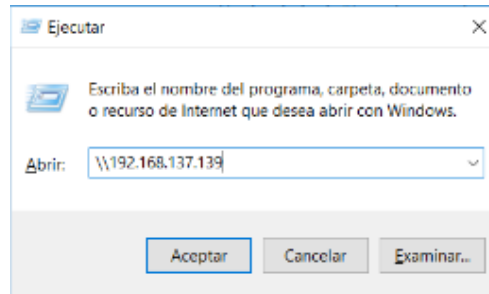 Ejecutar
Escriba el nombre del programa, carpeta, documento
o recurso de Internet que desea abrir con Windows.
Abrir: \\192.168.137.139
Aceptar Cancelar Examinar...